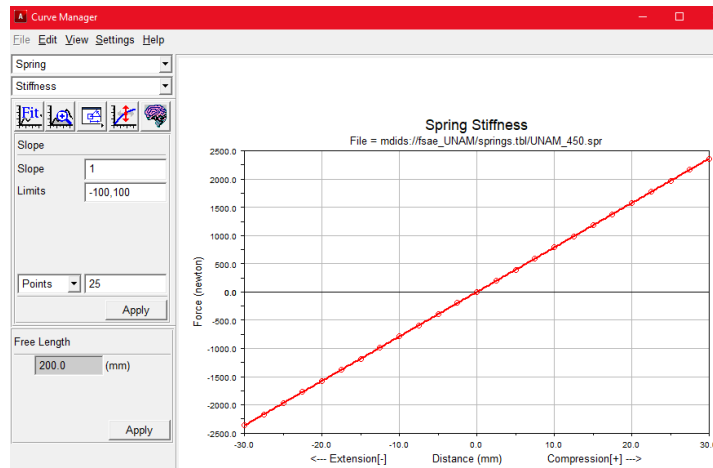 Curve Manager
File Edit View Settings Help
Spring
Stiffness
Fit
Slope
Slope 1
Limits -100,100
Points 25
Apply
Free Length
200.0 (mm)
Apply
Spring Stiffness
File = mdids://fsae_UNAM/springs.tbl/UNAM_450.spr
2500.0
2000.0
1500.0
1000.0
500.0
0.0
-500.0
-1000.0
-1500.0
-2000.0
-2500.0
Force (newton)
-30.0 -20.0 -10.0 0.0 10.0 20.0 30.0
<--- Extension[-] Distance (mm) Compression[+] --->